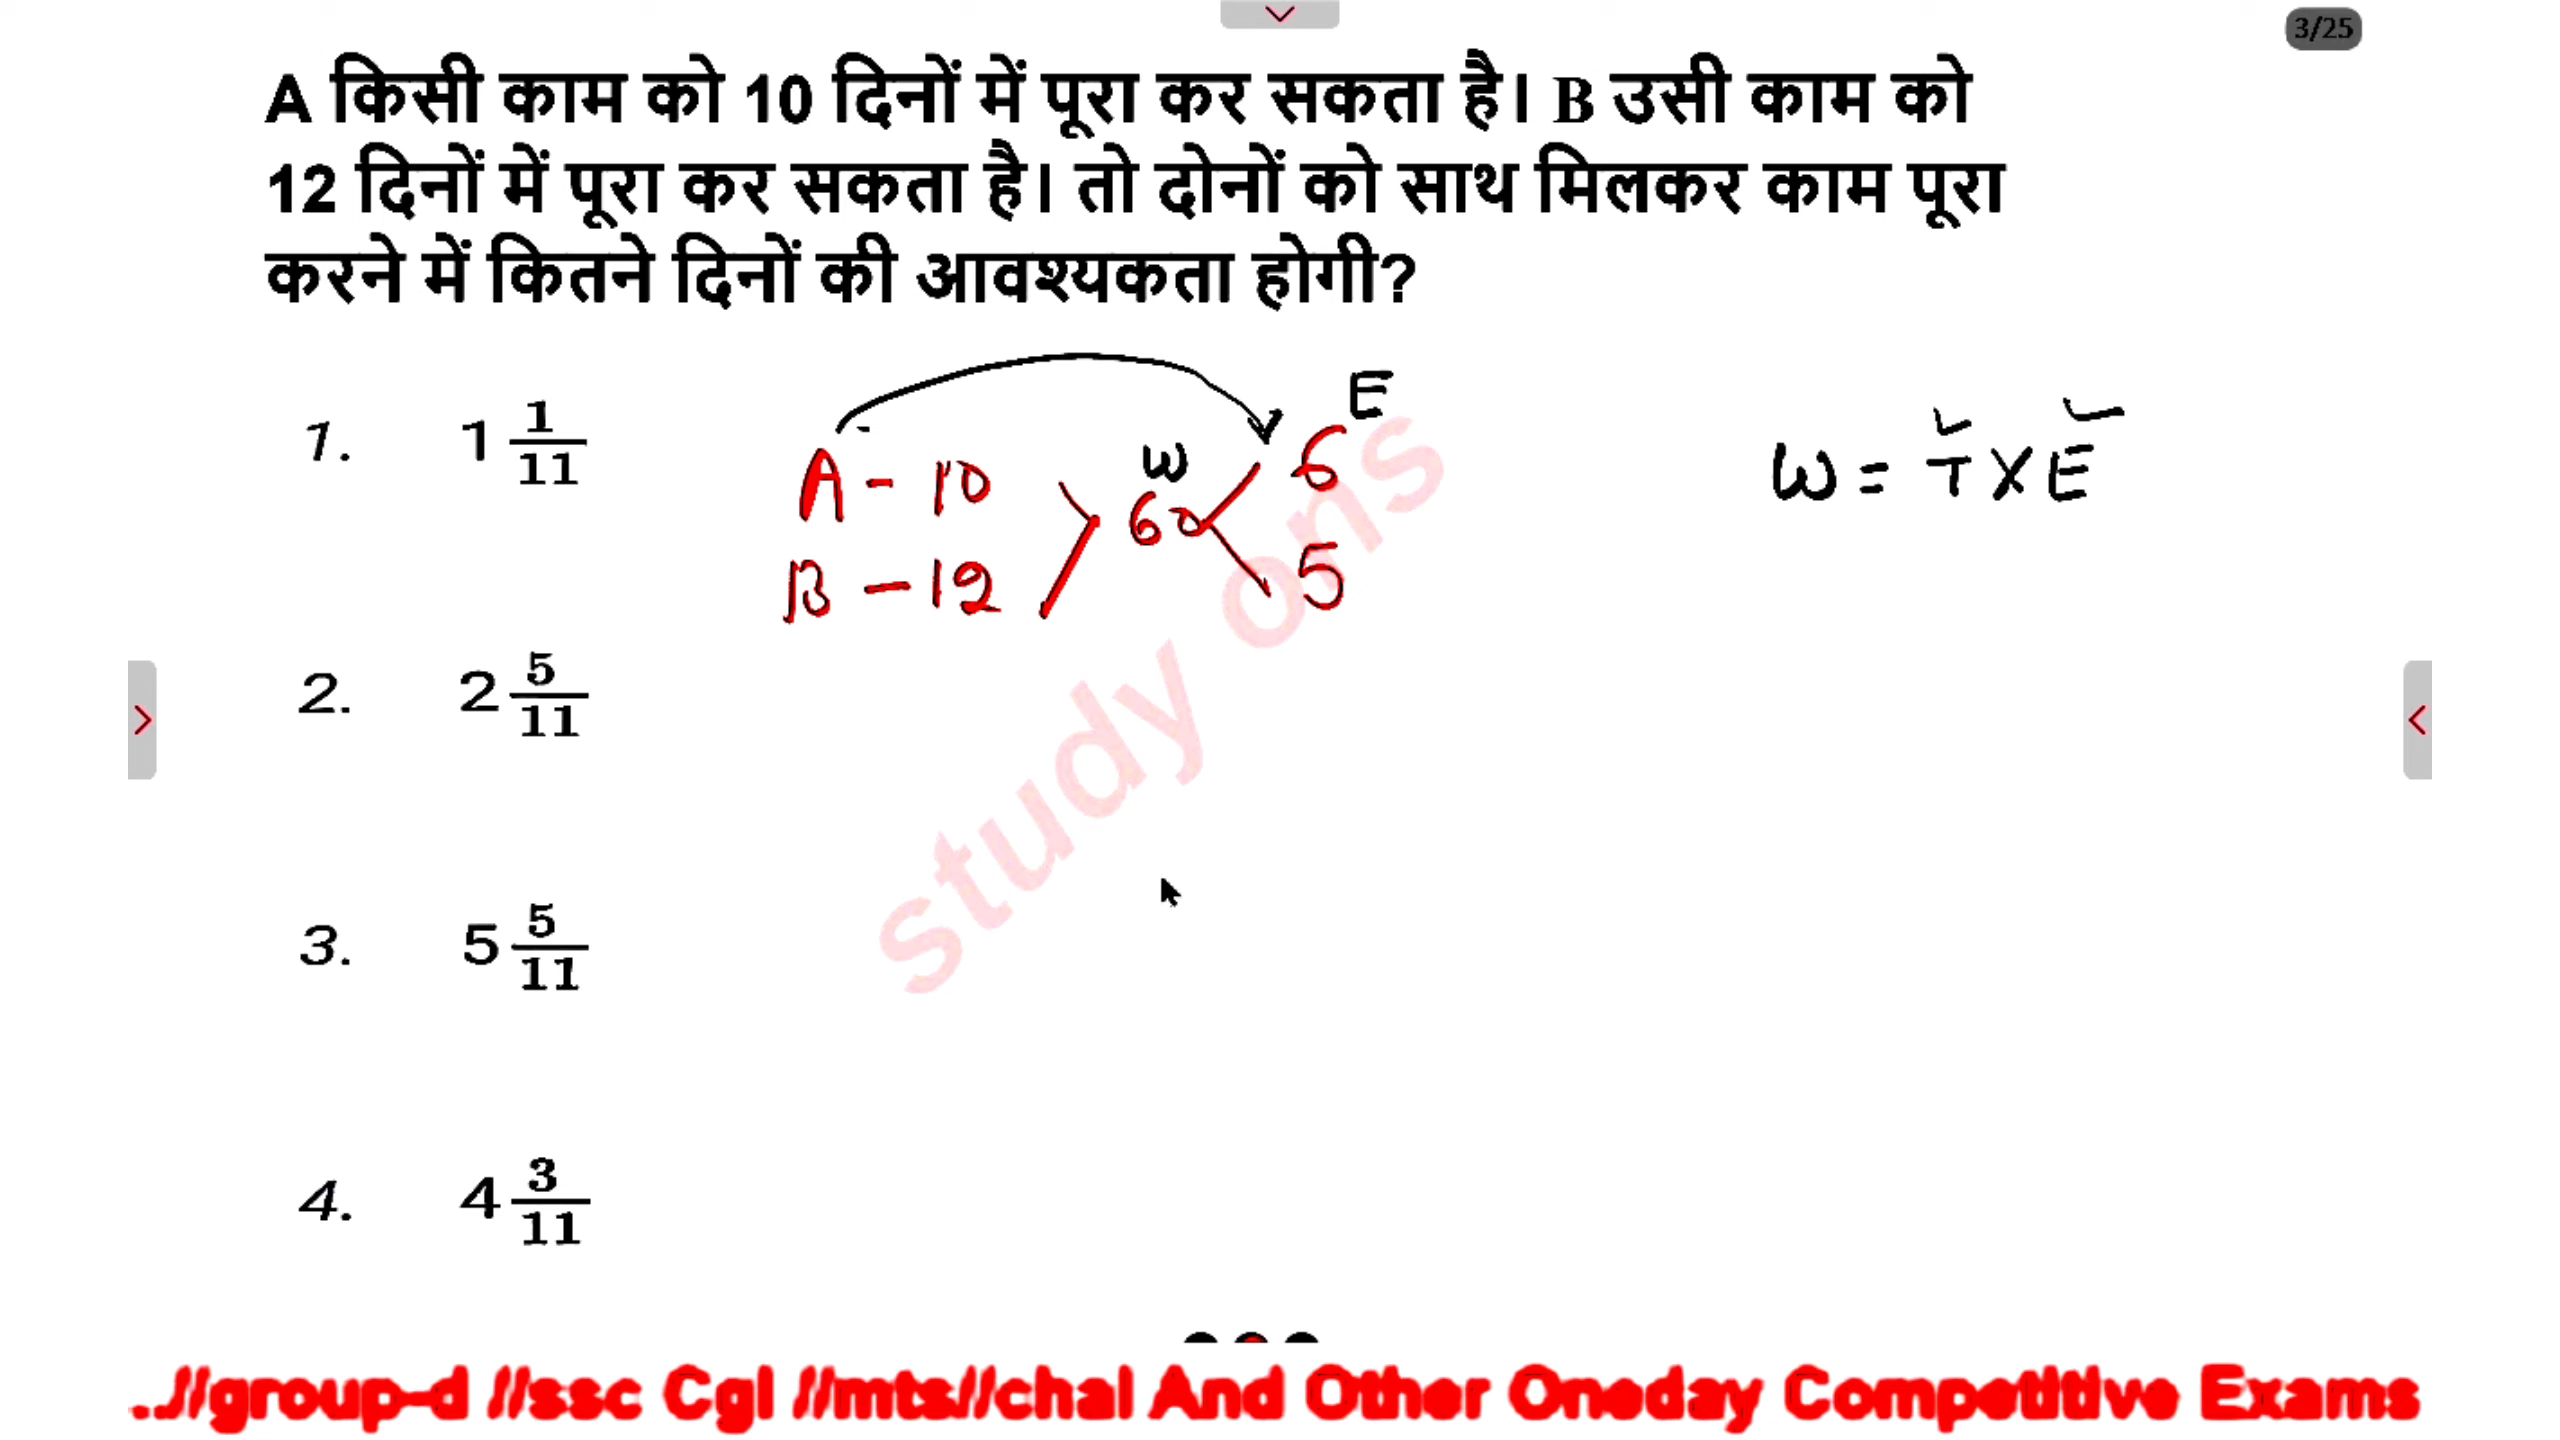 3/25
A किसी काम को 10 दिनों में पूरा कर सकता है। B उसी काम को
12 दिनों में पूरा कर सकता है। तो दोनों को साथ मिलकर काम पूरा
करने में कितने दिनों की आवश्यकता होगी?
1. 1 1/11
2. 2 5/11
3. 5 5/11
4. 4 3/11
E
A - 10 W 6
60
B - 12 5
W = T X E
study ons
..//group-d //ssc Cgl //mts//chal And Other Oneday Competitive Exams